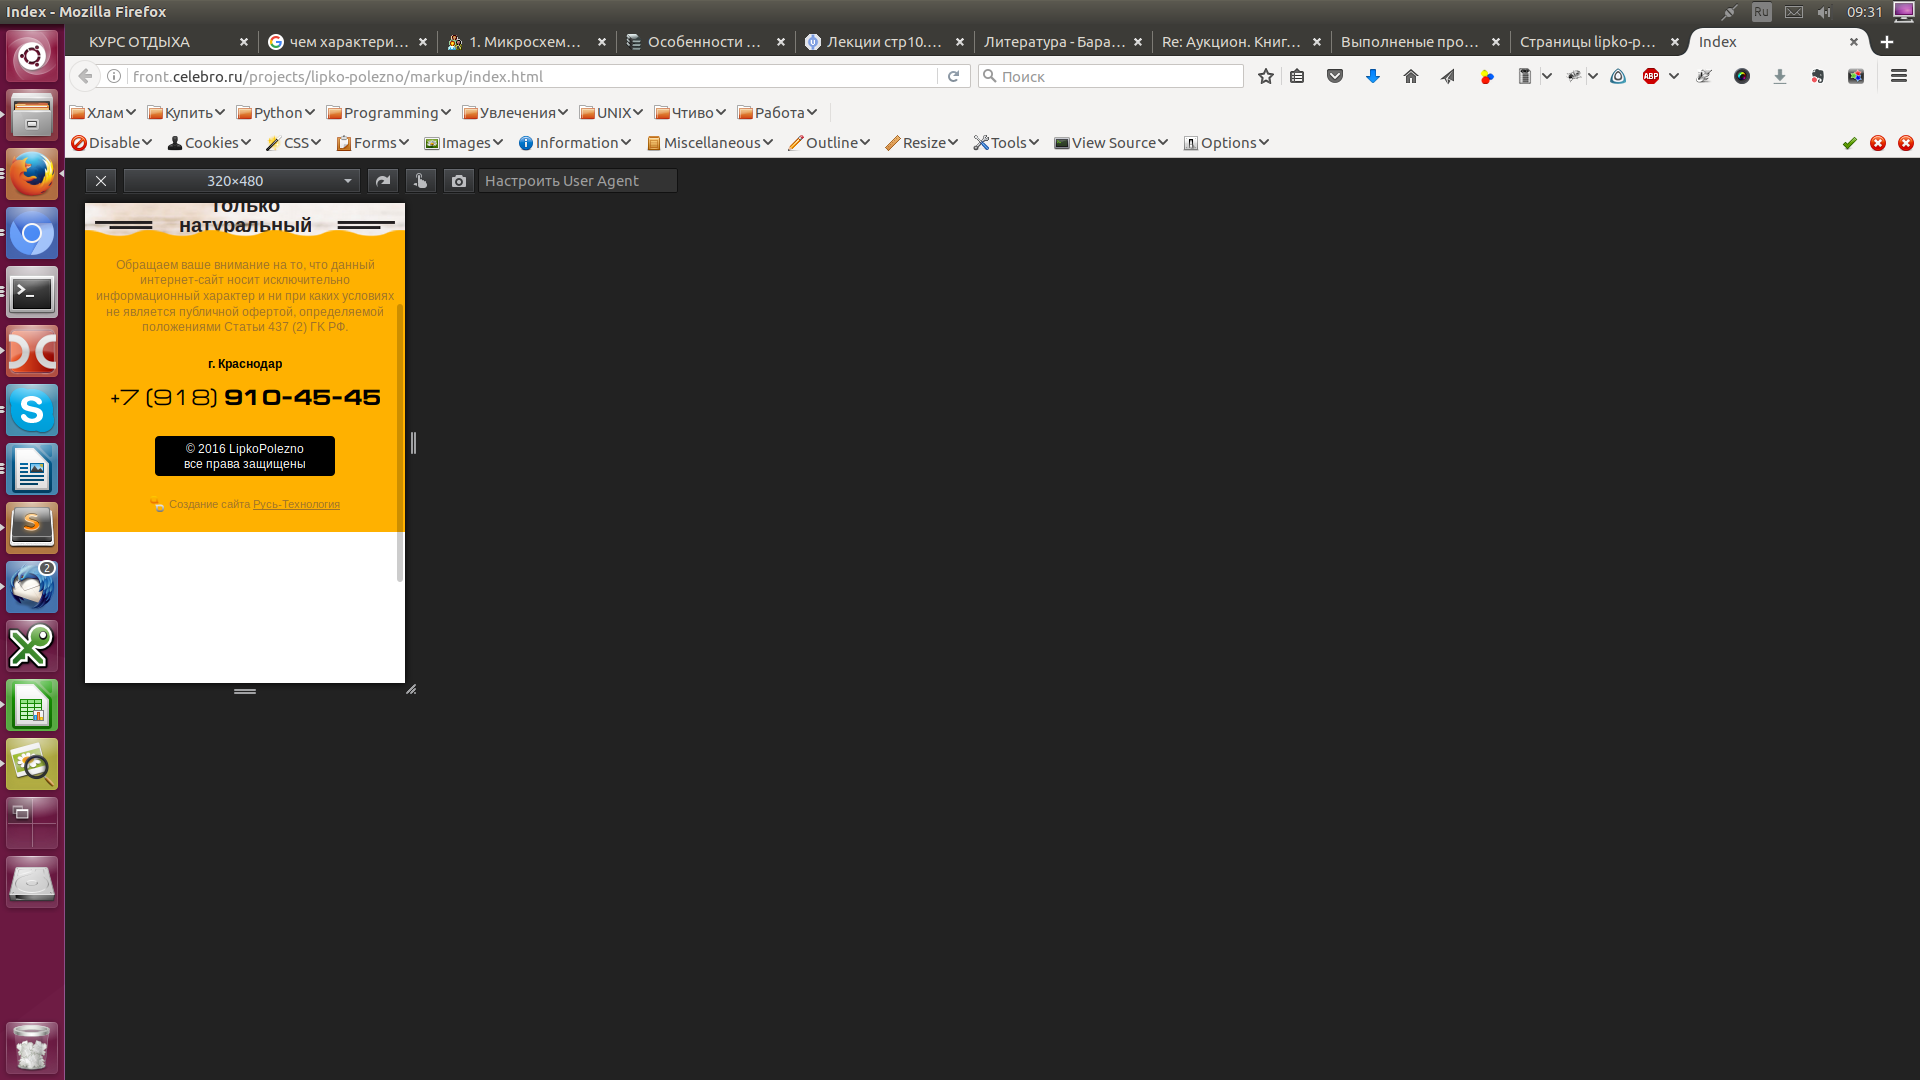 Index - Mozilla Firefox
Ru
09:31
КУРС ОТДЫХА
чем характери...
1. Микросхем...
Особенности ...
Лекции стр10....
Литература - Бара...
Re: Аукцион. Книг...
Выполненые про...
Страницы lipko-p...
Index
front.celebro.ru/projects/lipko-polezno/markup/index.html
Поиск
ABP
Хлам
Купить
Python
Programming
Увлечения
UNIX
Чтиво
Работа
Disable
Cookies
CSS
Forms
Images
Information
Miscellaneous
Outline
Resize
Tools
View Source
Options
320×480
Настроить User Agent
только
натуральный
Обращаем ваше внимание на то, что данный
интернет-сайт носит исключительно
информационный характер и ни при каких условиях
не является публичной офертой, определяемой
положениями Статьи 437 (2) ГК РФ.
г. Краснодар
+7 (918) 910-45-45
© 2016 LipkoPolezno
все права защищены
Создание сайта Русь-Технология
2